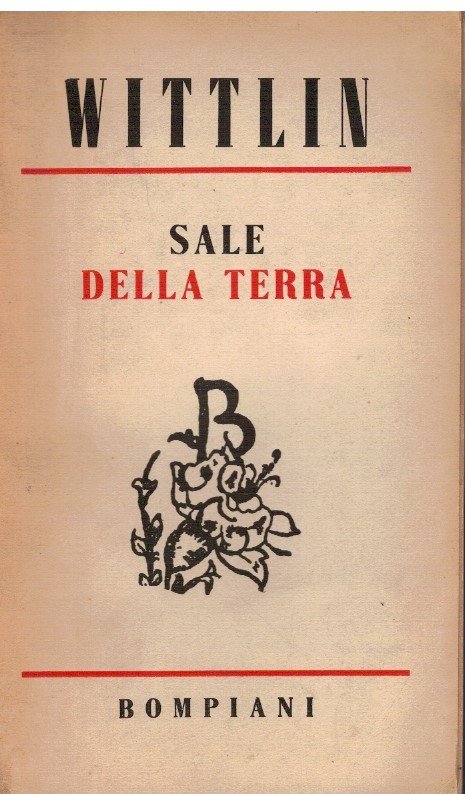 WITTLIN
SALE
DELLA TERRA
B
BOMPIANI